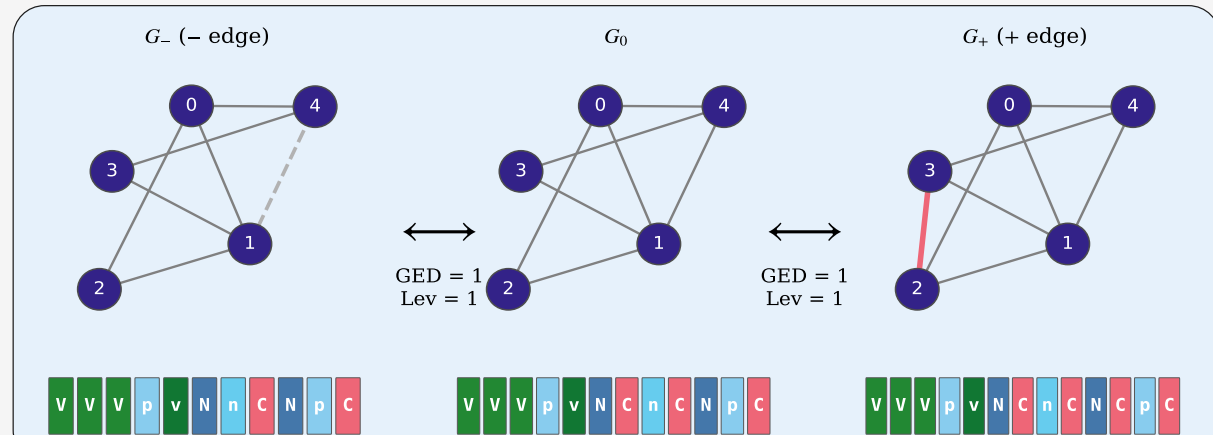 G₋ (− edge)
G₀
G₊ (+ edge)
0
4
3
1
2
0
4
3
1
2
0
4
3
1
2
GED = 1
Lev = 1
GED = 1
Lev = 1
V V V p v N n C N p C
V V V p v N C n C N p C
V V V p v N C n C N C p C